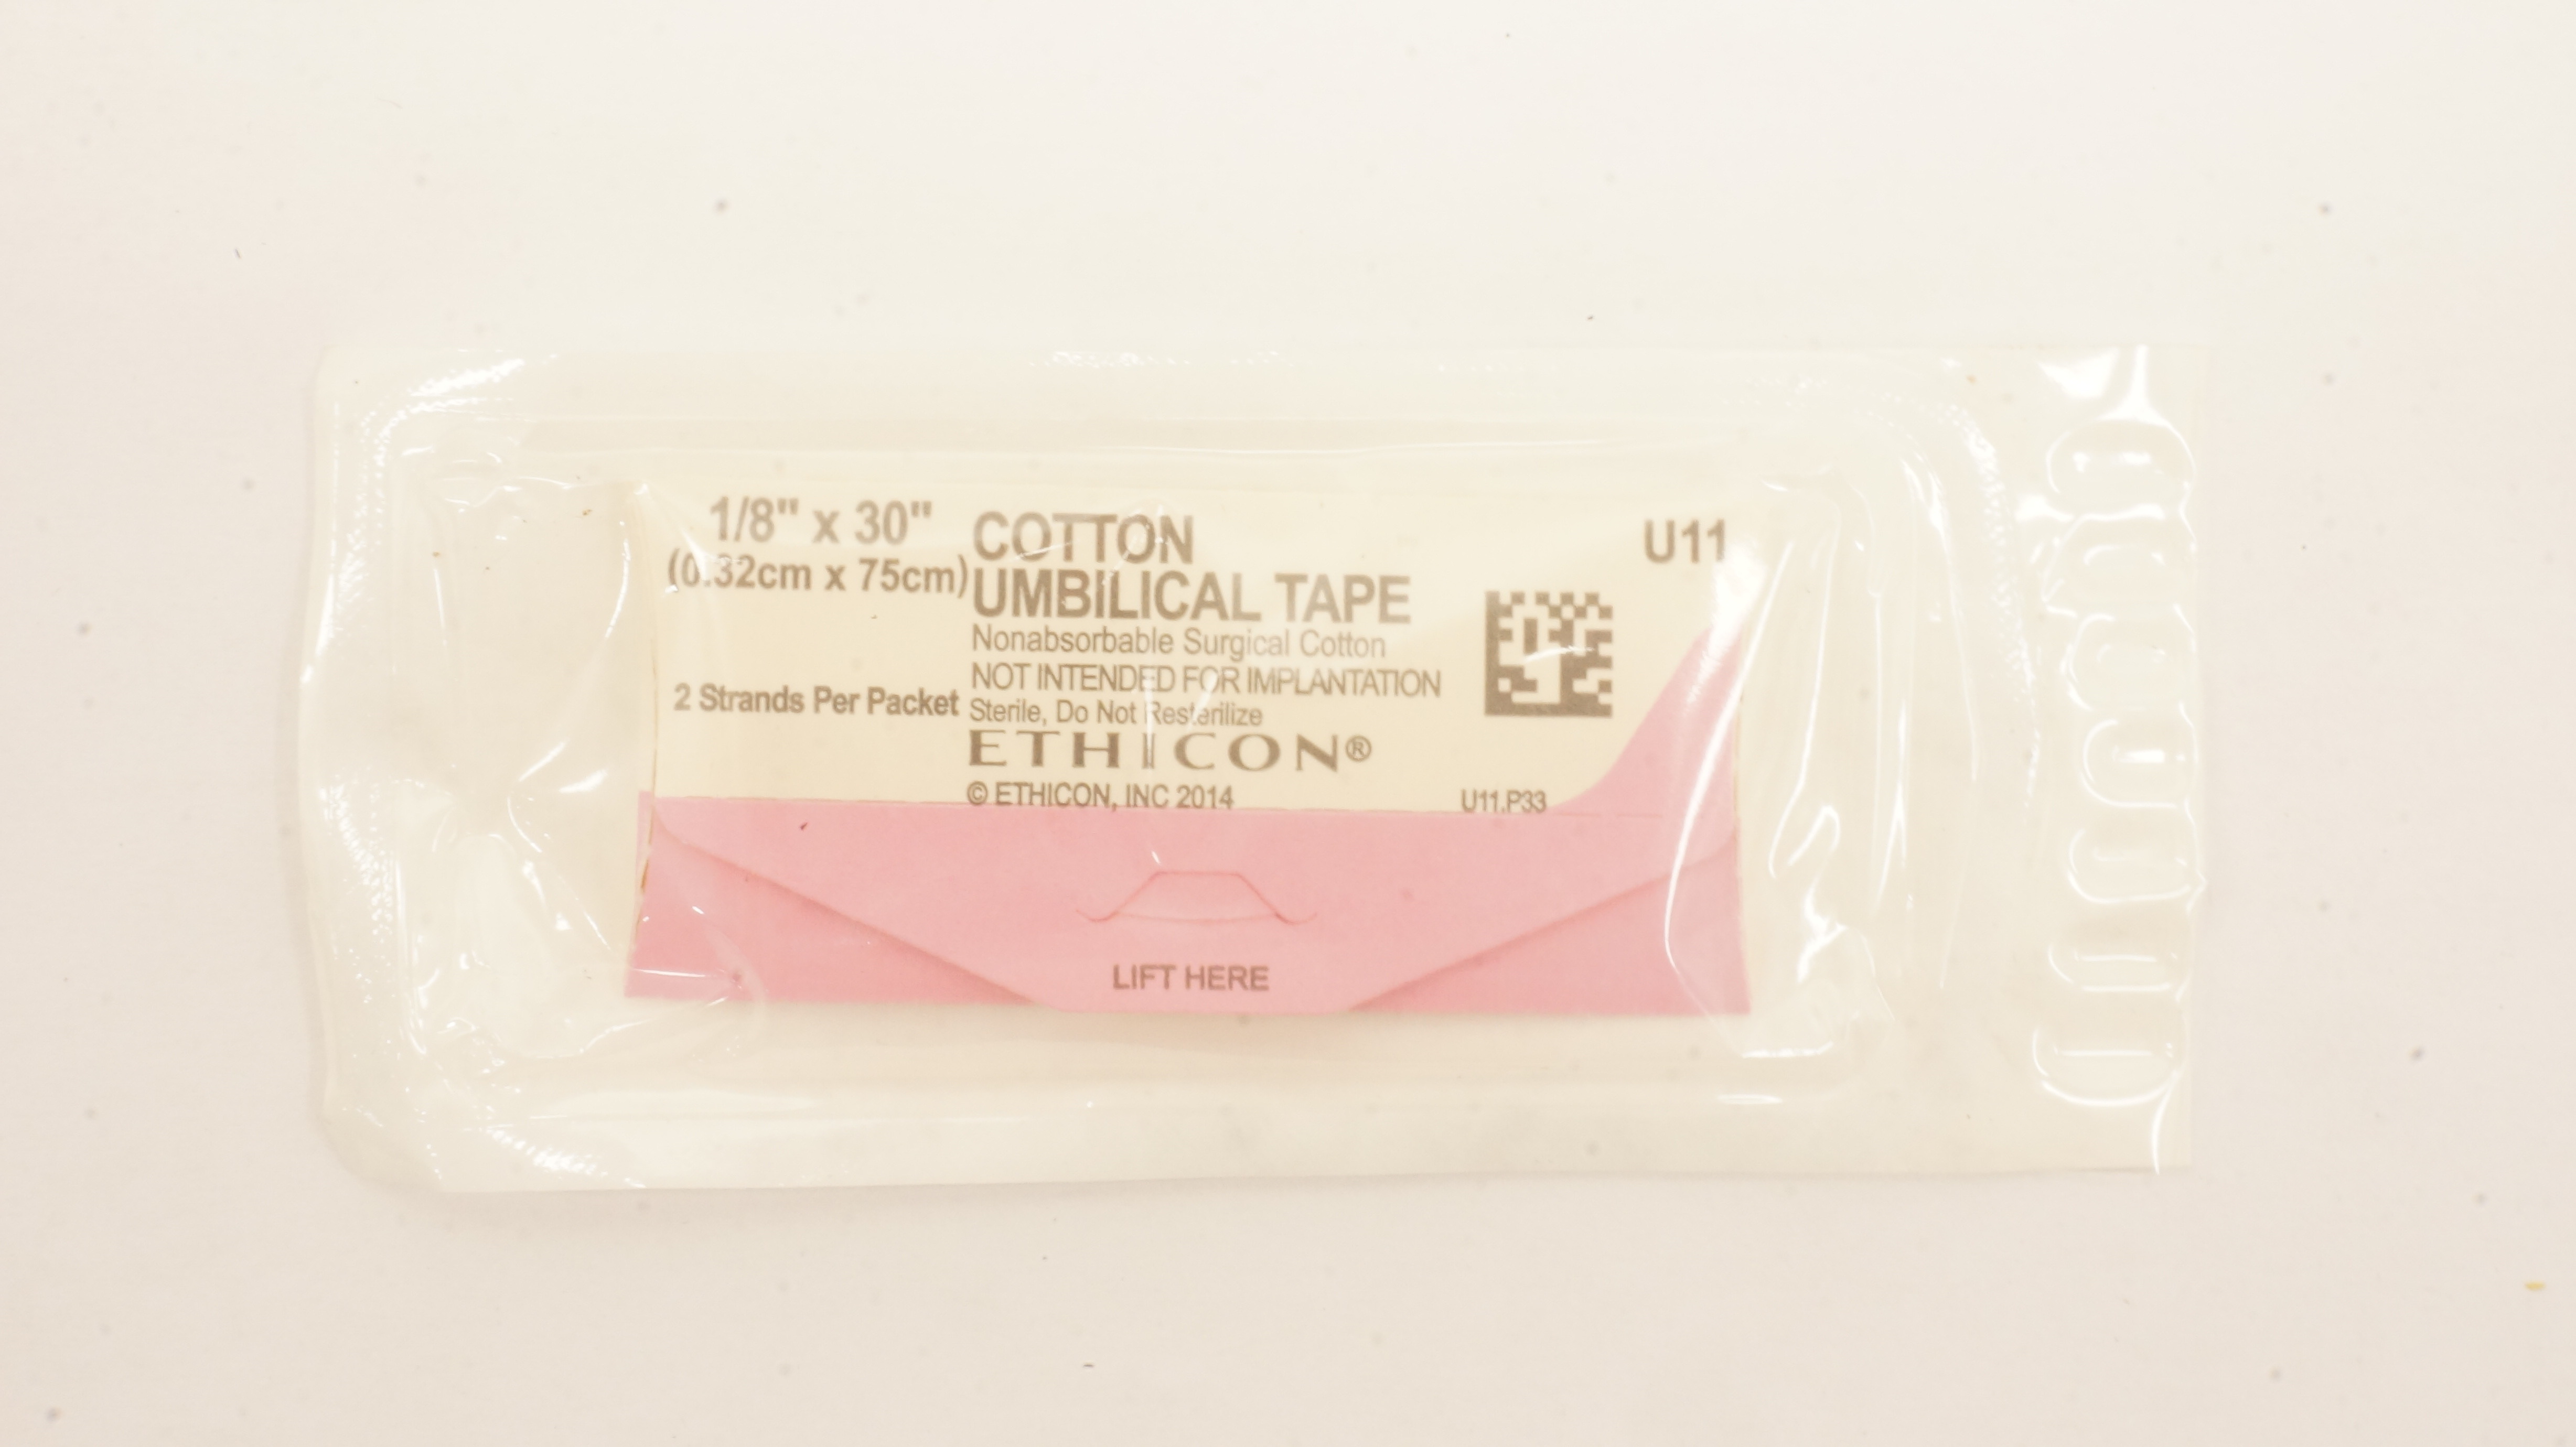 1/8" x 30"
(0.32cm x 75cm)
2 Strands Per Packet
COTTON
UMBILICAL TAPE
Nonabsorbable Surgical Cotton
NOT INTENDED FOR IMPLANTATION
Sterile, Do Not Resterilize
ETHICON®
© ETHICON, INC 2014
U11
U11.P33
LIFT HERE